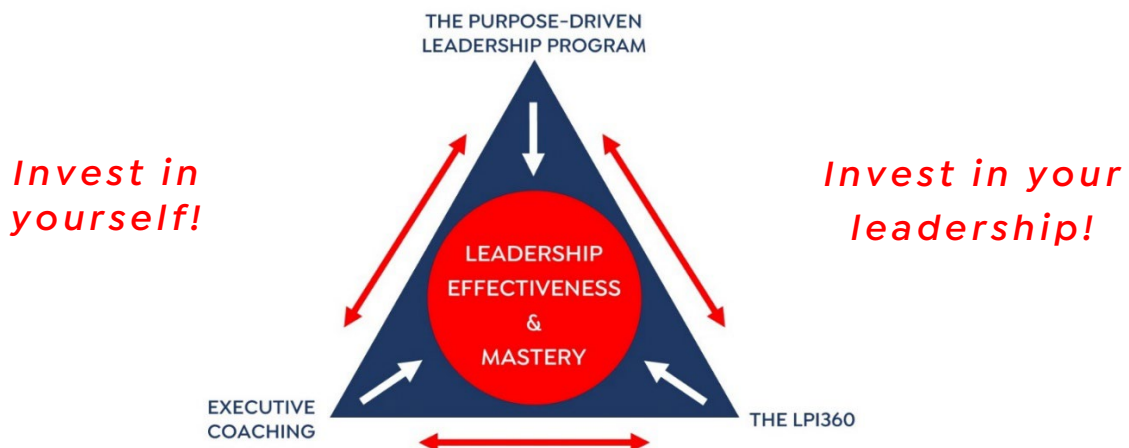 THE PURPOSE-DRIVEN
LEADERSHIP PROGRAM
Invest in
yourself!
Invest in your
leadership!
LEADERSHIP
EFFECTIVENESS
&
MASTERY
EXECUTIVE
COACHING
THE LPI360